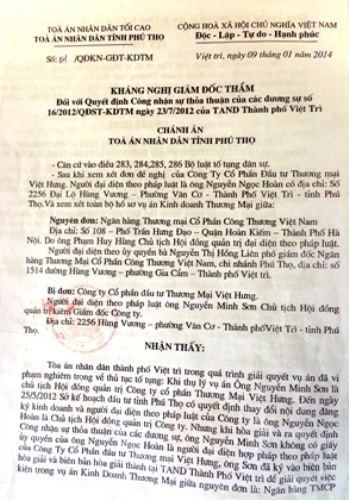 TOÀ ÁN NHÂN DÂN TỐI CAO
TOÀ ÁN NHÂN DÂN TỈNH PHÚ THỌ
Số: 01 /QĐKN-GĐT-KDTM
CỘNG HOÀ XÃ HỘI CHỦ NGHĨA VIỆT NAM
Độc - Lập - Tự do - Hạnh phúc
Việt trì, ngày 09 tháng 01 năm 2014
KHÁNG NGHỊ GIÁM ĐỐC THẨM
Đối với Quyết định Công nhận sự thỏa thuận của các đương sự số
16/2012/QĐST-KDTM ngày 23/7/2012 của TAND Thành phố Việt Trì
CHÁNH ÁN
TOÀ ÁN NHÂN DÂN TỈNH PHÚ THỌ
- Căn cứ vào điều 283, 284,285, 286 Bộ luật tố tụng dân sự.
- Sau khi xem xét đơn đề nghị của Công Ty Cổ Phần Đầu tư Thương mại
Việt Hưng. Người đại diện theo pháp luật là ông Nguyễn Ngọc Hoàn có địa chỉ: Số
2256 Đại Lộ Hùng Vương – Phường Vân Cơ - Thành Phố Việt Trì - tỉnh Phú
Thọ.Và xem xét toàn bộ hồ sơ vụ án Kinh doanh Thương Mại giữa:
Nguyên đơn: Ngân hàng Thương mại Cổ Phần Công Thương Việt Nam
Địa chỉ: Số 108 – Phố Trần Hưng Đạo – Quận Hoàn Kiếm – Thành Phố Hà
Nội. Do ông Phạm Huy Hùng Chủ tịch Hội đồng quản trị đại diện theo pháp luật.
Người đại diện theo ủy quyền bà Nguyễn Thị Hồng Liên phó giám đốc Ngân
hàng Thương Mại Cổ Phần Công Thương Việt Nam, chi nhánh Phú Thọ, địa chỉ: số
1514 đường Hùng Vương – phường Gia Cẩm – Thành phố Việt trì.
Bị đơn: Công ty Cổ phần đầu tư Thương Mại Việt Hưng.
Người đại diện theo pháp luật ông Nguyễn Minh Sơn Chủ tịch Hội đồng
quản trị kiêm Giám đốc Công ty.
Địa chỉ: 2256 Hùng Vương – phường Vân Cơ - Thành phốViệt Trì - tỉnh Phú
Thọ.
NHẬN THẤY:
Tòa án nhân dân thành phố Việt trì trong quá trình giải quyết vụ án đã vi
phạm nghiêm trọng về thủ tục tố tụng: Khi thụ lý vụ án Ông Nguyễn Minh Sơn là
chủ tịch Hội đồng quản trị Công ty cổ phần Thương mại Việt Hưng. Đến ngày
25/5/2012 Sở kế hoạch đầu tư tỉnh Phú Thọ có quyết định thay đổi nội dung đăng
ký kinh doanh và người đại diện theo pháp luật của Công ty là ông Nguyễn Ngọc
Hoàn là Chủ tịch Hội đồng quản trị Công ty. Nhưng khi hòa giải và ra quyết định
Công nhận sự thỏa thuận của các đương sự, ông Nguyễn Minh Sơn không có giấy
ủy quyền của ông Nguyễn Ngọc Hoàn là người đại diện hợp pháp theo pháp luật
của Công Ty Cổ Phần đầu tư Thương mại Việt Hưng, ông Sơn đã ký vào biên bản
hòa giải và biên bản hòa giải thành tại TAND Thành phố Việt Trì để giải quyết việc
kiện trong vụ án Kinh Doanh Thương Mại giữa nguyên đơn là: Ngân hàng TMCP